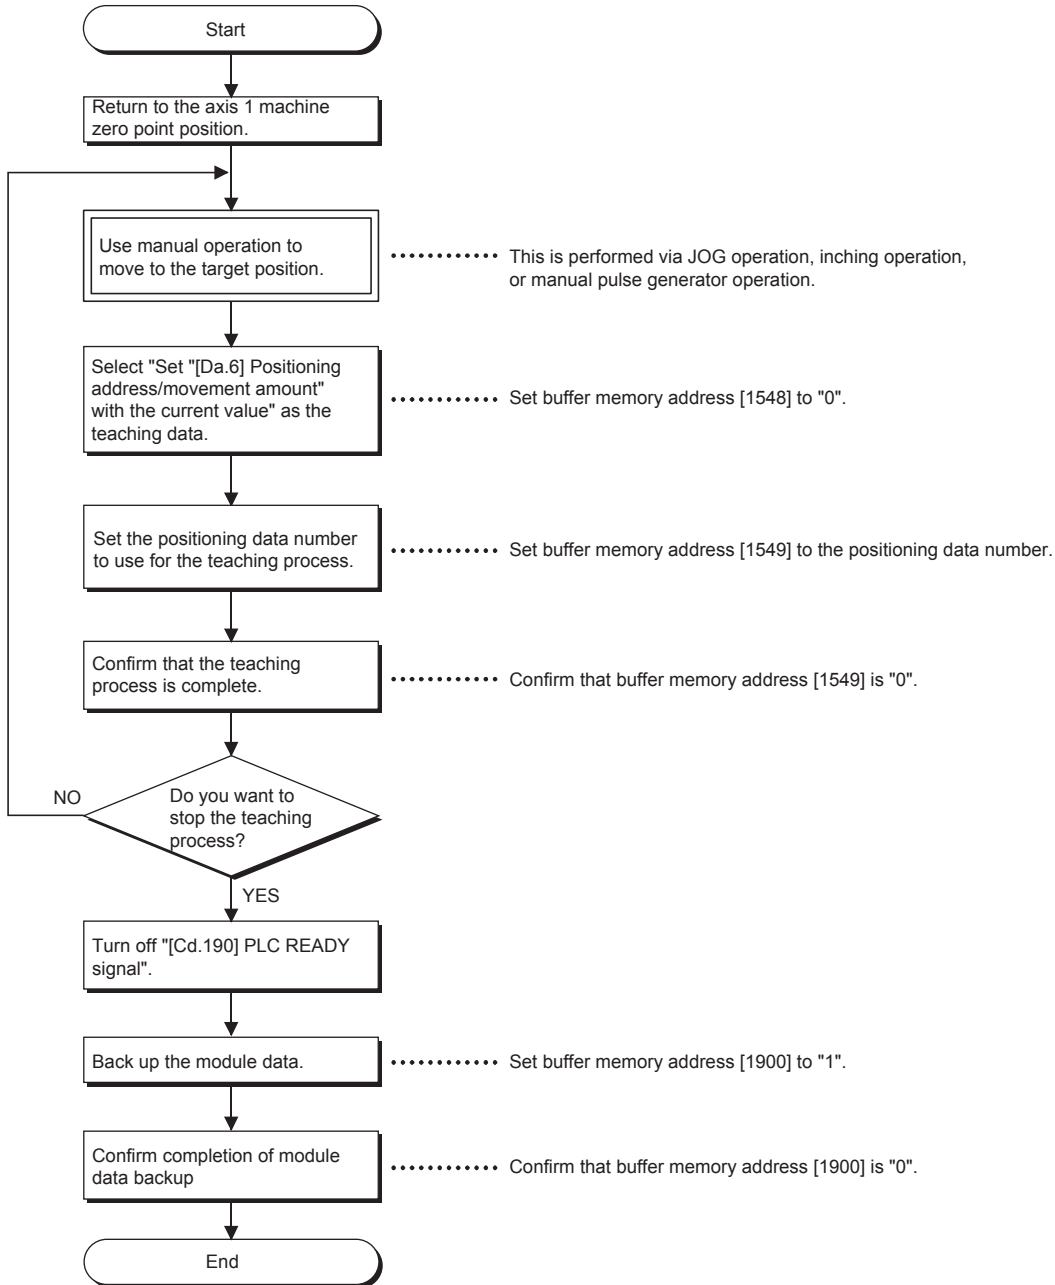 Start
Return to the axis 1 machine
zero point position.
Use manual operation to
move to the target position.
This is performed via JOG operation, inching operation,
or manual pulse generator operation.
Select "Set "[Da.6] Positioning
address/movement amount"
with the current value" as the
teaching data.
Set buffer memory address [1548] to "0".
Set the positioning data number
to use for the teaching process.
Set buffer memory address [1549] to the positioning data number.
Confirm that the teaching
process is complete.
Confirm that buffer memory address [1549] is "0".
NO
Do you want to
stop the teaching
process?
YES
Turn off "[Cd.190] PLC READY
signal".
Back up the module data.
Set buffer memory address [1900] to "1".
Confirm completion of module
data backup
Confirm that buffer memory address [1900] is "0".
End